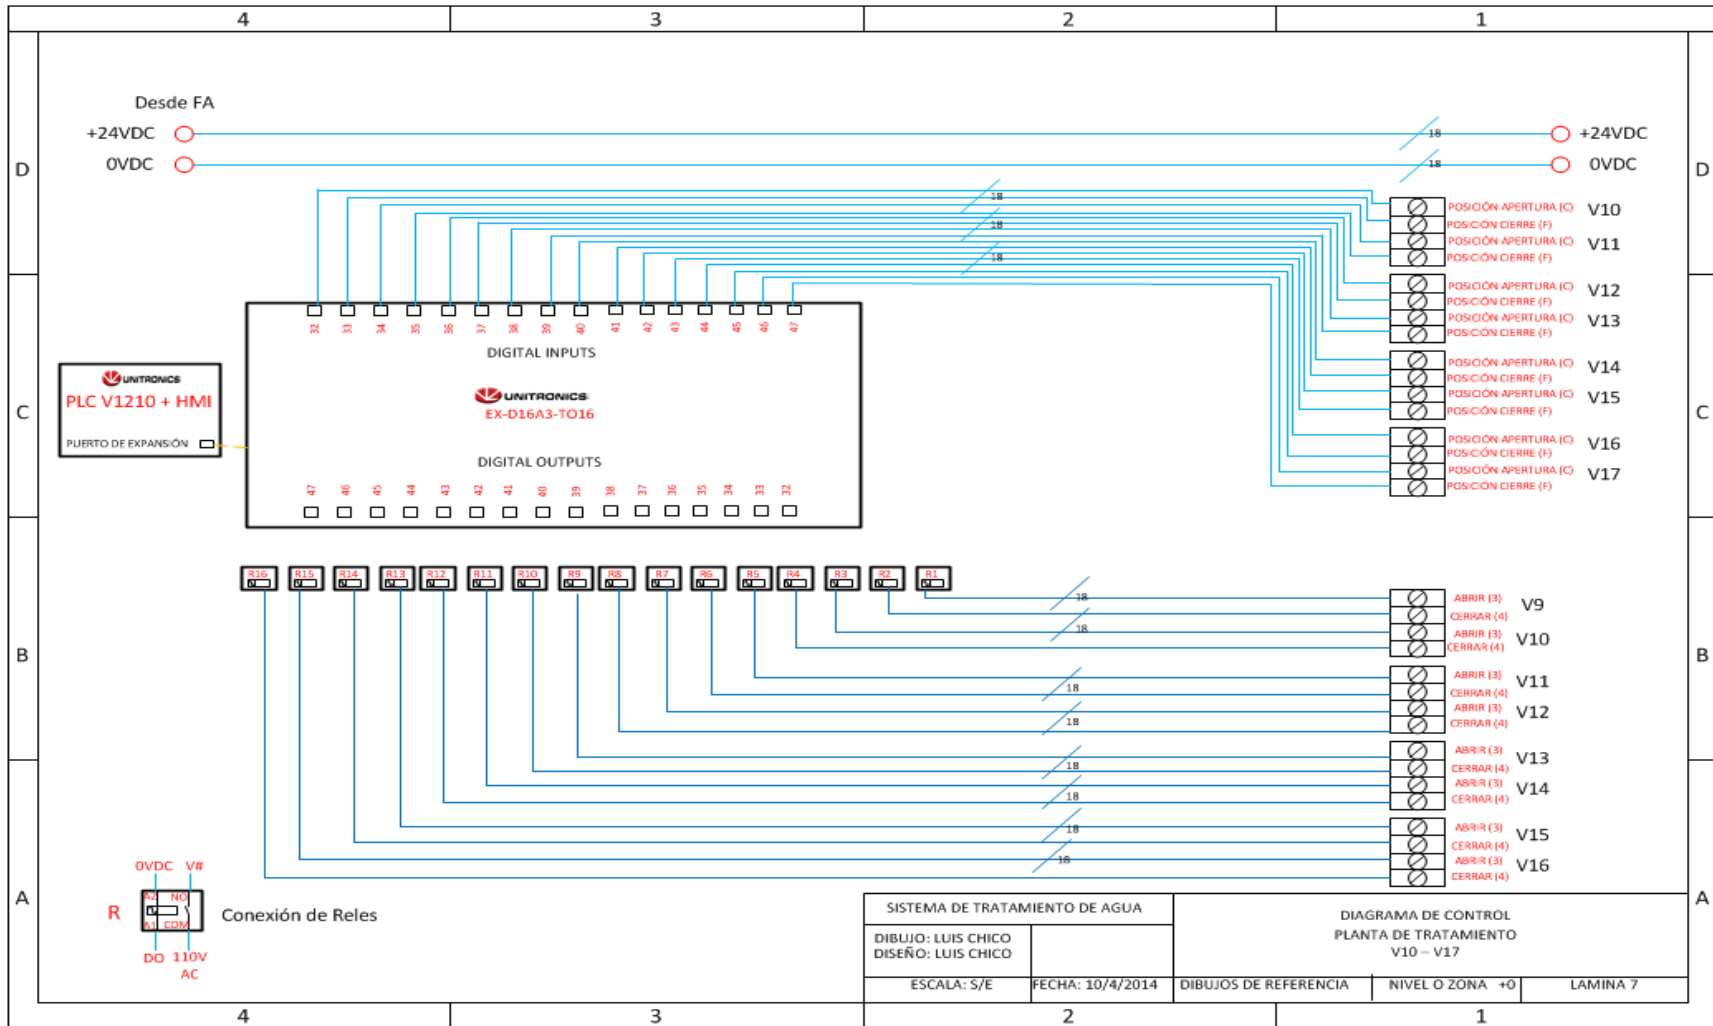 4 3 2 1
Desde FA
+24VDC 18 +24VDC
0VDC 18 0VDC
D D
18
18
18
18
POSICIÓN APERTURA (C) V10
POSICIÓN CIERRE (F)
POSICIÓN APERTURA (C) V11
POSICIÓN CIERRE (F)
POSICIÓN APERTURA (C) V12
POSICIÓN CIERRE (F)
POSICIÓN APERTURA (C) V13
POSICIÓN CIERRE (F)
POSICIÓN APERTURA (C) V14
POSICIÓN CIERRE (F)
POSICIÓN APERTURA (C) V15
POSICIÓN CIERRE (F)
POSICIÓN APERTURA (C) V16
POSICIÓN CIERRE (F)
POSICIÓN APERTURA (C) V17
POSICIÓN CIERRE (F)
32 33 34 35 36 37 38 39 40 41 42 43 44 45 46 47
DIGITAL INPUTS
UNITRONICS
EX-D16A3-TO16
DIGITAL OUTPUTS
47 46 45 44 43 42 41 40 39 38 37 36 35 34 33 32
UNITRONICS
PLC V1210 + HMI
PUERTO DE EXPANSIÓN
C C
R16 R15 R14 R13 R12 R11 R10 R9 R8 R7 R6 R5 R4 R3 R2 R1
18 ABRIR (3) V9
CERRAR (4)
18 ABRIR (3) V10
CERRAR (4)
B B
ABRIR (3) V11
18 CERRAR (4)
ABRIR (3) V12
18 CERRAR (4)
ABRIR (3) V13
18 CERRAR (4)
ABRIR (3) V14
18 CERRAR (4)
18 ABRIR (3) V15
CERRAR (4)
18 ABRIR (3) V16
CERRAR (4)
A A
0VDC V#
A2 NO
R
A1 COM
DO 110V
AC
Conexión de Reles
SISTEMA DE TRATAMIENTO DE AGUA
DIBUJO: LUIS CHICO
DISEÑO: LUIS CHICO
ESCALA: S/E
FECHA: 10/4/2014
DIAGRAMA DE CONTROL
PLANTA DE TRATAMIENTO
V10 – V17
DIBUJOS DE REFERENCIA
NIVEL O ZONA +0
LAMINA 7
4 3 2 1